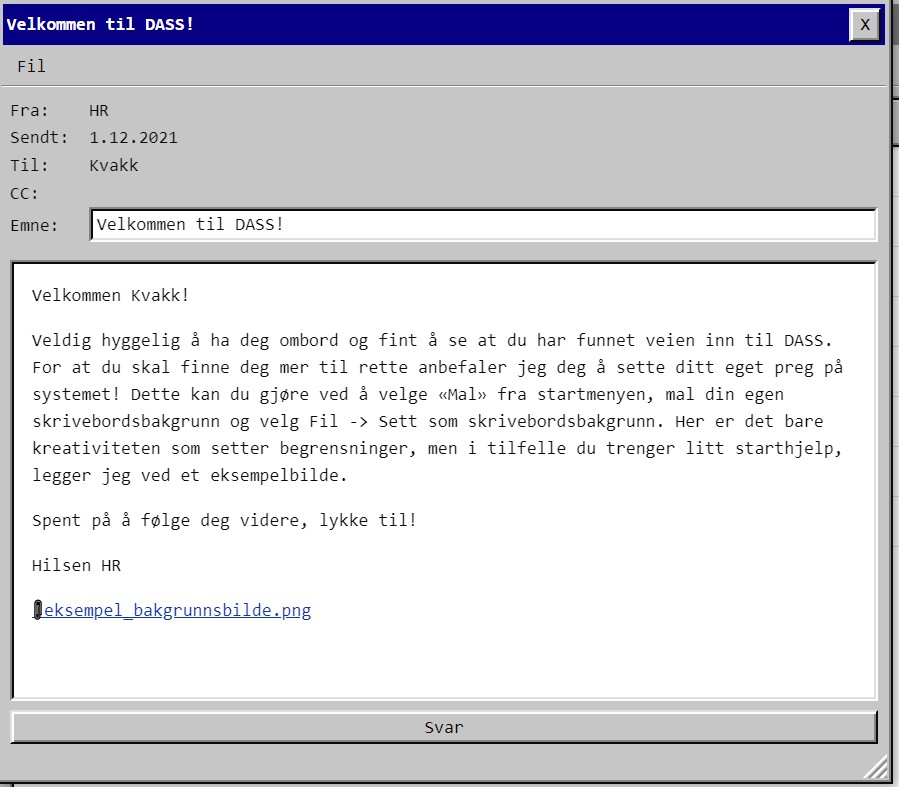 Velkommen til DASS!
X
Fil
Fra: HR
Sendt: 1.12.2021
Til: Kvakk
CC:
Emne: Velkommen til DASS!
Velkommen Kvakk!
Veldig hyggelig å ha deg ombord og fint å se at du har funnet veien inn til DASS.
For at du skal finne deg mer til rette anbefaler jeg deg å sette ditt eget preg på
systemet! Dette kan du gjøre ved å velge «Mal» fra startmenyen, mal din egen
skrivebordsbakgrunn og velg Fil -> Sett som skrivebordsbakgrunn. Her er det bare
kreativiteten som setter begrensninger, men i tilfelle du trenger litt starthjelp,
legger jeg ved et eksempelbilde.
Spent på å følge deg videre, lykke til!
Hilsen HR
eksempel_bakgrunnsbilde.png
Svar